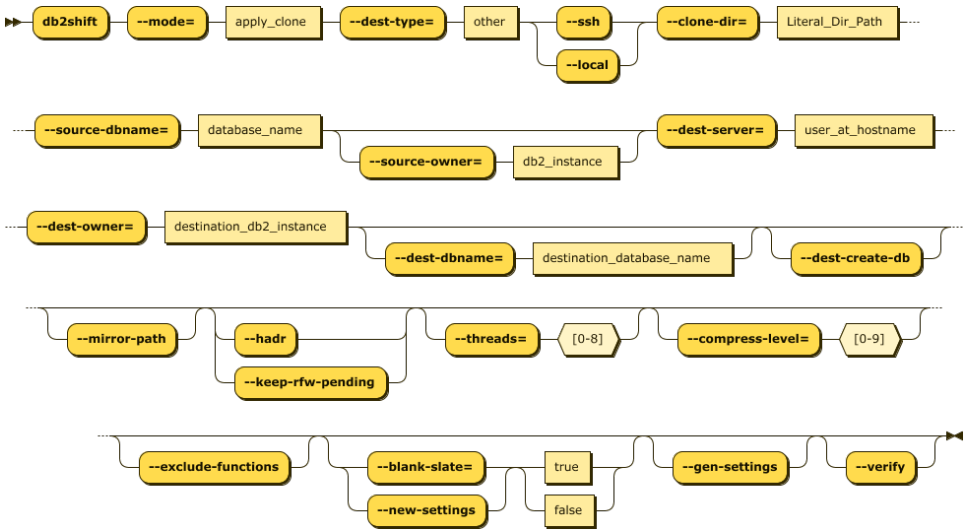 db2shift --mode= apply_clone --dest-type= other --ssh --clone-dir= Literal_Dir_Path
--local
--source-dbname= database_name --dest-server= user_at_hostname
--source-owner= db2_instance
--dest-owner= destination_db2_instance
--dest-dbname= destination_database_name --dest-create-db
--mirror-path --hadr --threads= [0-8] --compress-level= [0-9]
--keep-rfw-pending
--exclude-functions --blank-slate= true --gen-settings --verify
--new-settings false